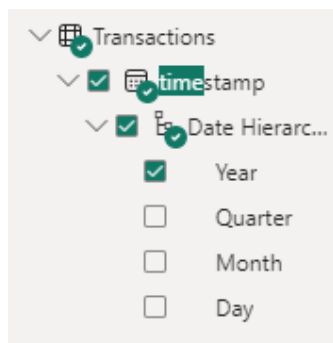 Transactions
timestamp
Date Hierarc...
Year
Quarter
Month
Day